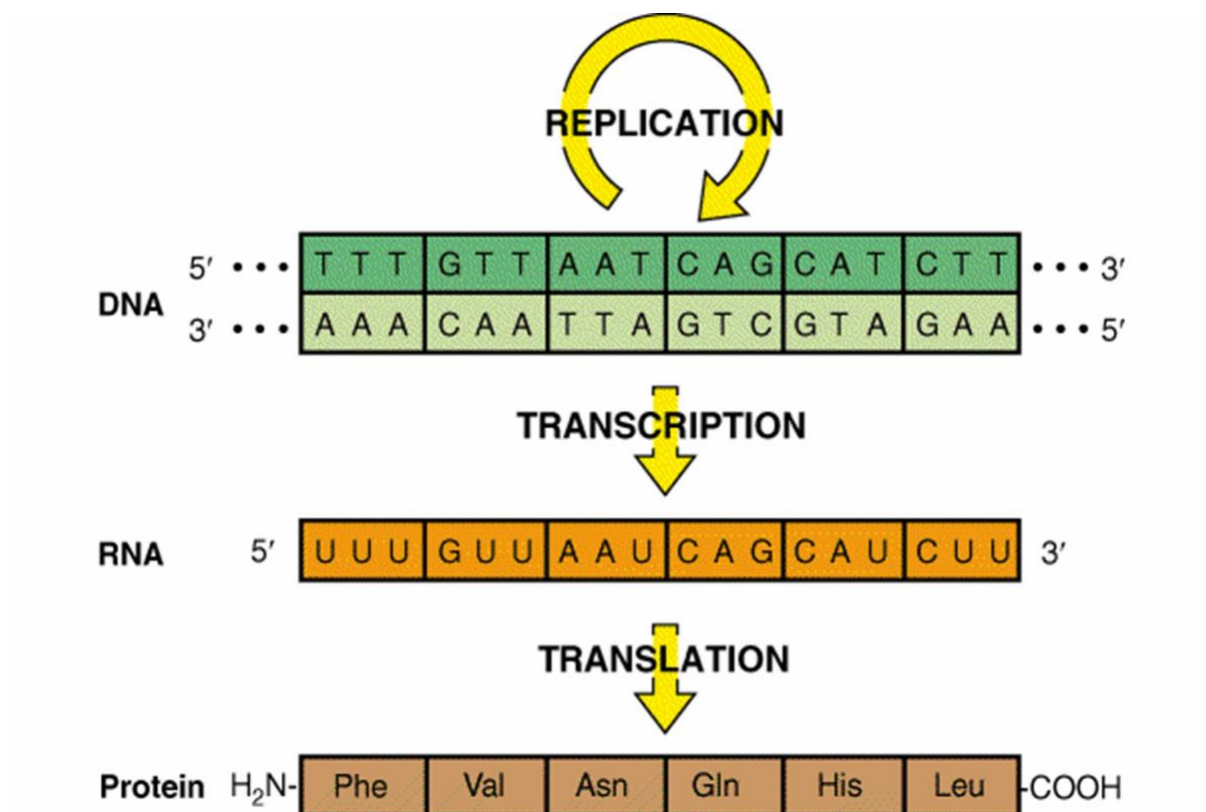 REPLICATION
5′ • • • T T T G T T A A T C A G C A T C T T • • • 3′
DNA
3′ • • • A A A C A A T T A G T C G T A G A A • • • 5′
TRANSCRIPTION
RNA 5′ U U U G U U A A U C A G C A U C U U 3′
TRANSLATION
Protein H₂N- Phe Val Asn Gln His Leu -COOH